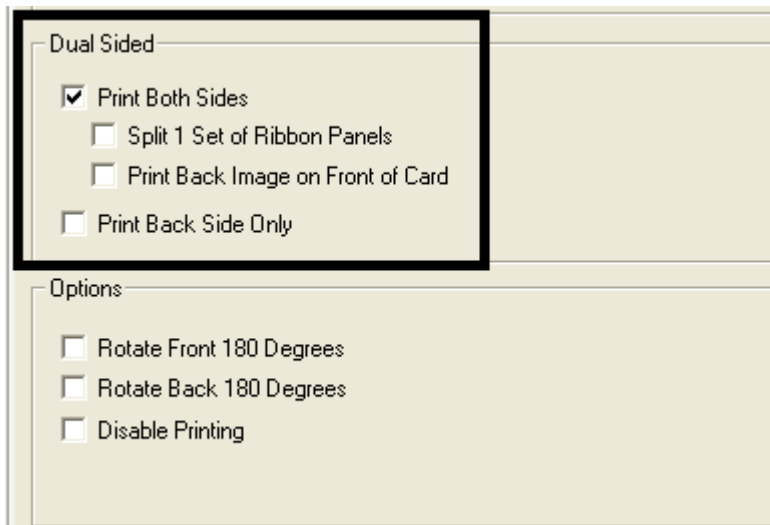 Dual Sided
Print Both Sides
Split 1 Set of Ribbon Panels
Print Back Image on Front of Card
Print Back Side Only
Options
Rotate Front 180 Degrees
Rotate Back 180 Degrees
Disable Printing